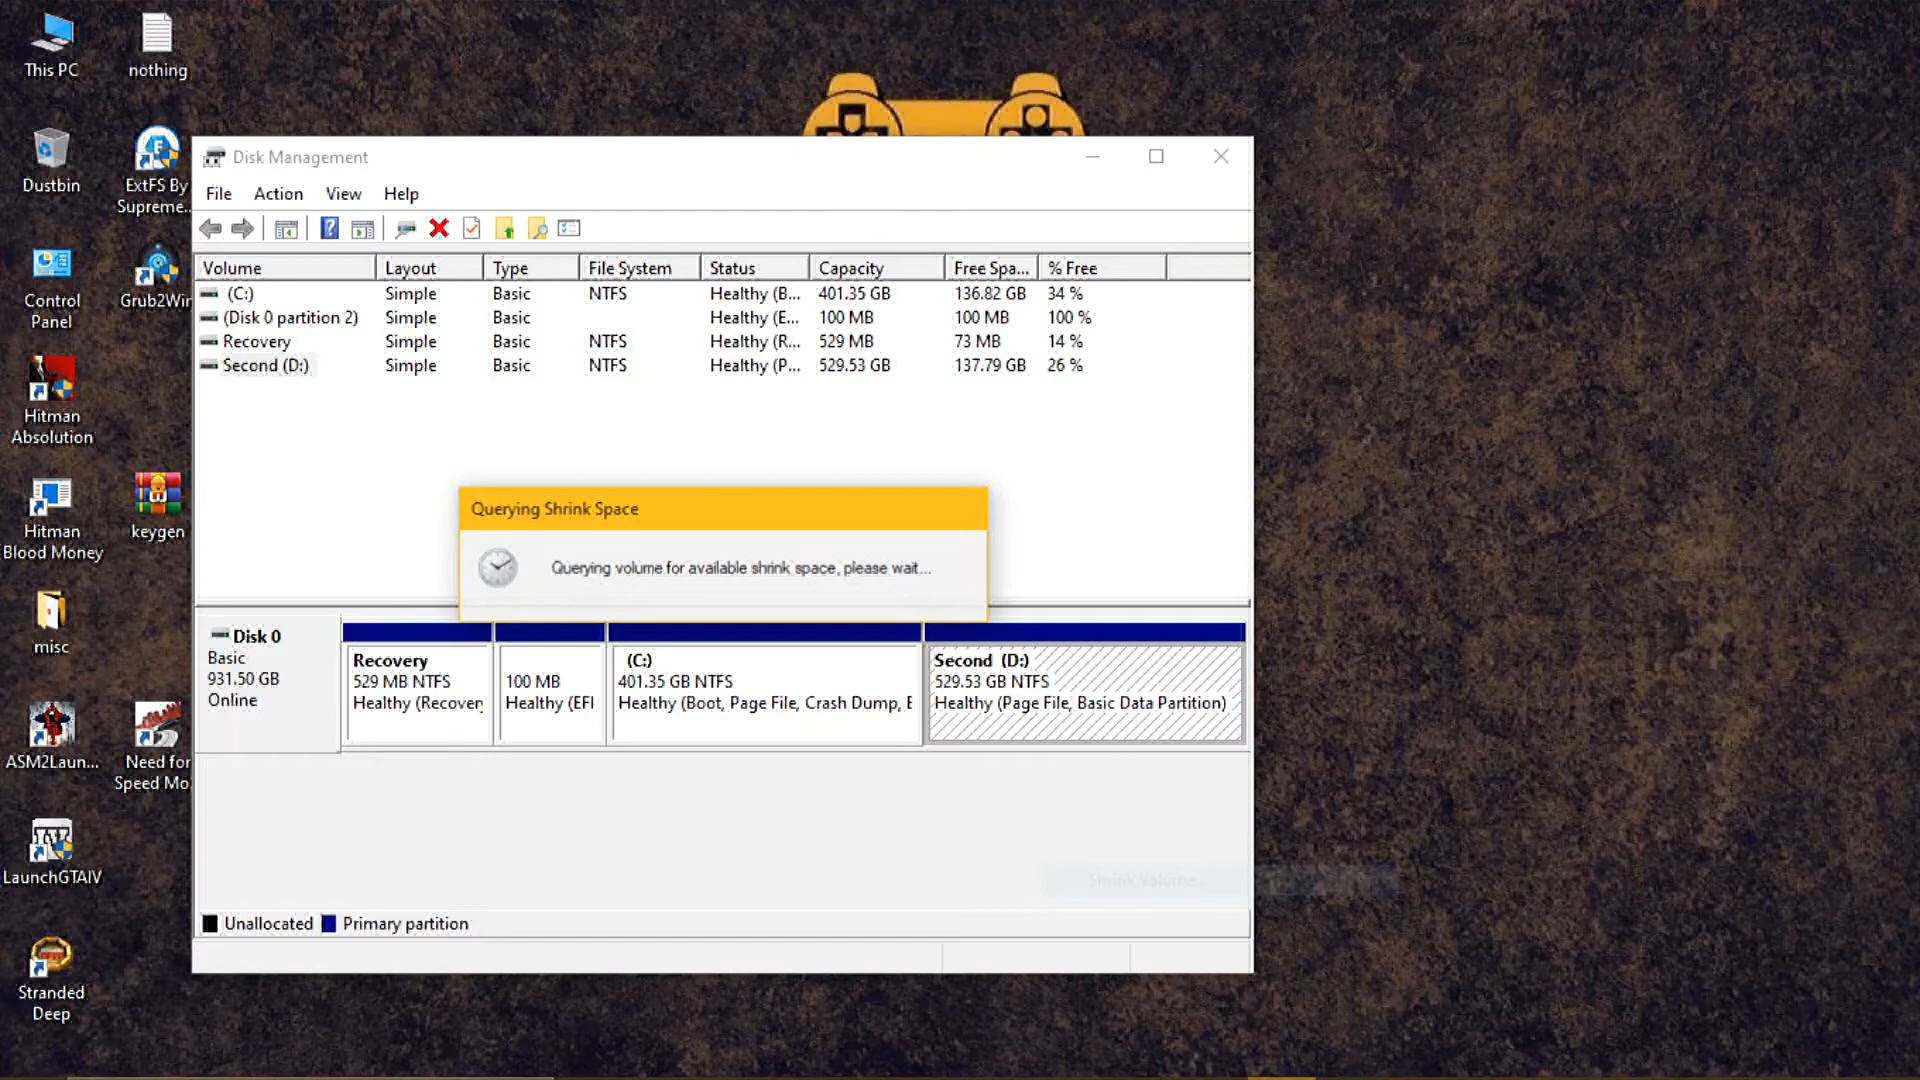 This PC
nothing
Dustbin
ExtFS By
Supreme...
Control
Panel
Grub2Win
Hitman
Absolution
Hitman
Blood Money
keygen
misc
ASM2Laun...
Need for
Speed Mo.
LaunchGTAIV
Stranded
Deep
Disk Management
File Action View Help
Volume Layout Type File System Status Capacity Free Spa... % Free
(C:) Simple Basic NTFS Healthy (B... 401.35 GB 136.82 GB 34 %
(Disk 0 partition 2) Simple Basic Healthy (E... 100 MB 100 MB 100 %
Recovery Simple Basic NTFS Healthy (R... 529 MB 73 MB 14 %
Second (D:) Simple Basic NTFS Healthy (P... 529.53 GB 137.79 GB 26 %
Querying Shrink Space
Querying volume for available shrink space, please wait...
Disk 0
Basic
931.50 GB
Online
Recovery
529 MB NTFS
Healthy (Recovery
100 MB
Healthy (EFI
(C:)
401.35 GB NTFS
Healthy (Boot, Page File, Crash Dump, E
Second (D:)
529.53 GB NTFS
Healthy (Page File, Basic Data Partition)
Shrink Volume...
Unallocated Primary partition